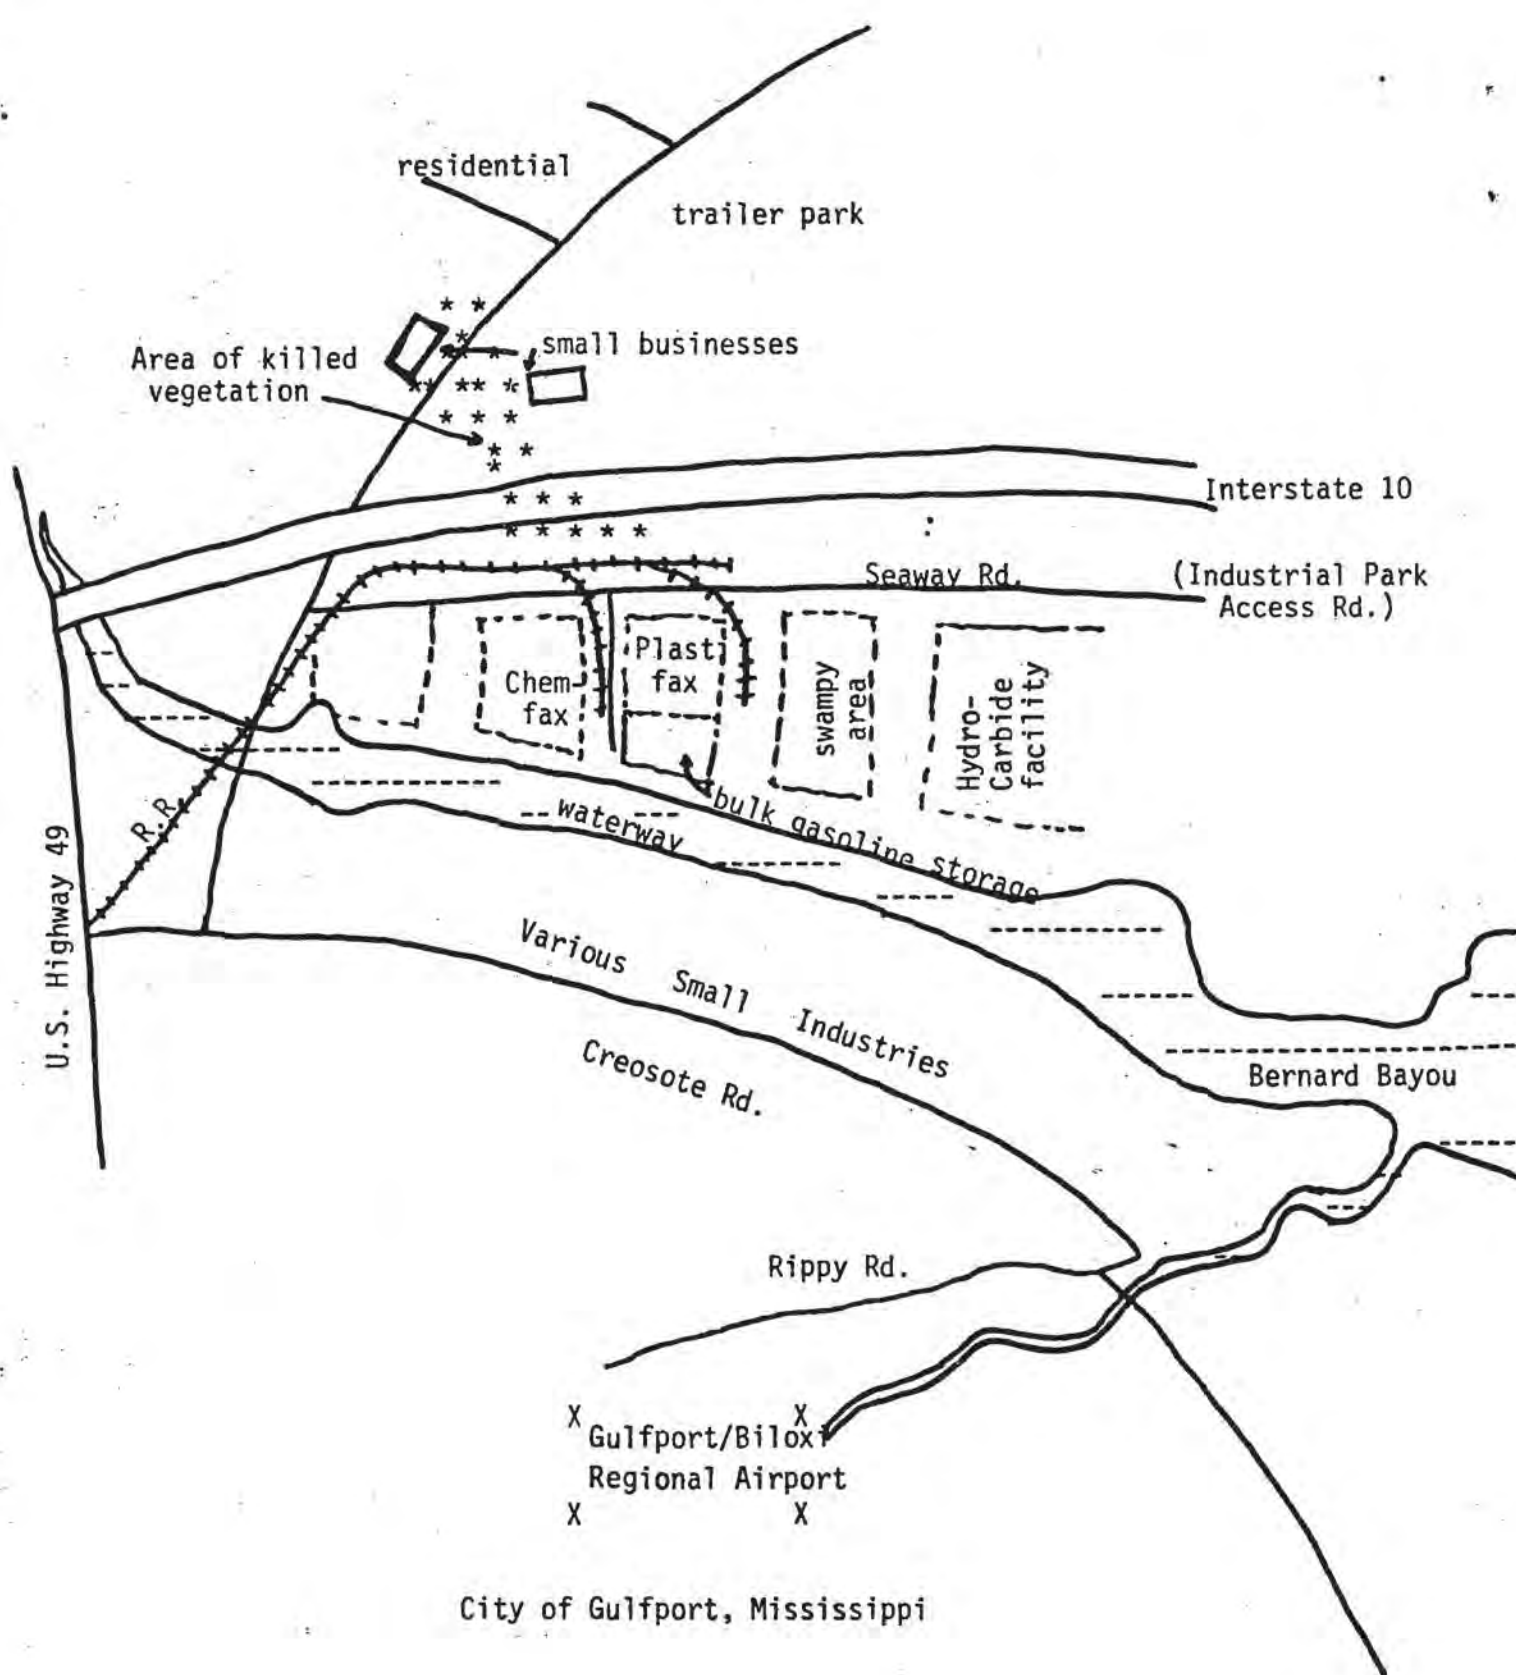 residential
trailer park
small businesses
Area of killed
vegetation
Interstate 10
Seaway Rd.
(Industrial Park
Access Rd.)
Plasti
fax
Chem-
fax
swampy
area
Hydro-
Carbide
facility
R.R.
bulk gasoline storage
waterway
U.S. Highway 49
Various Small Industries
Creosote Rd.
Bernard Bayou
Rippy Rd.
X X
Gulfport/Biloxi
Regional Airport
X X
City of Gulfport, Mississippi